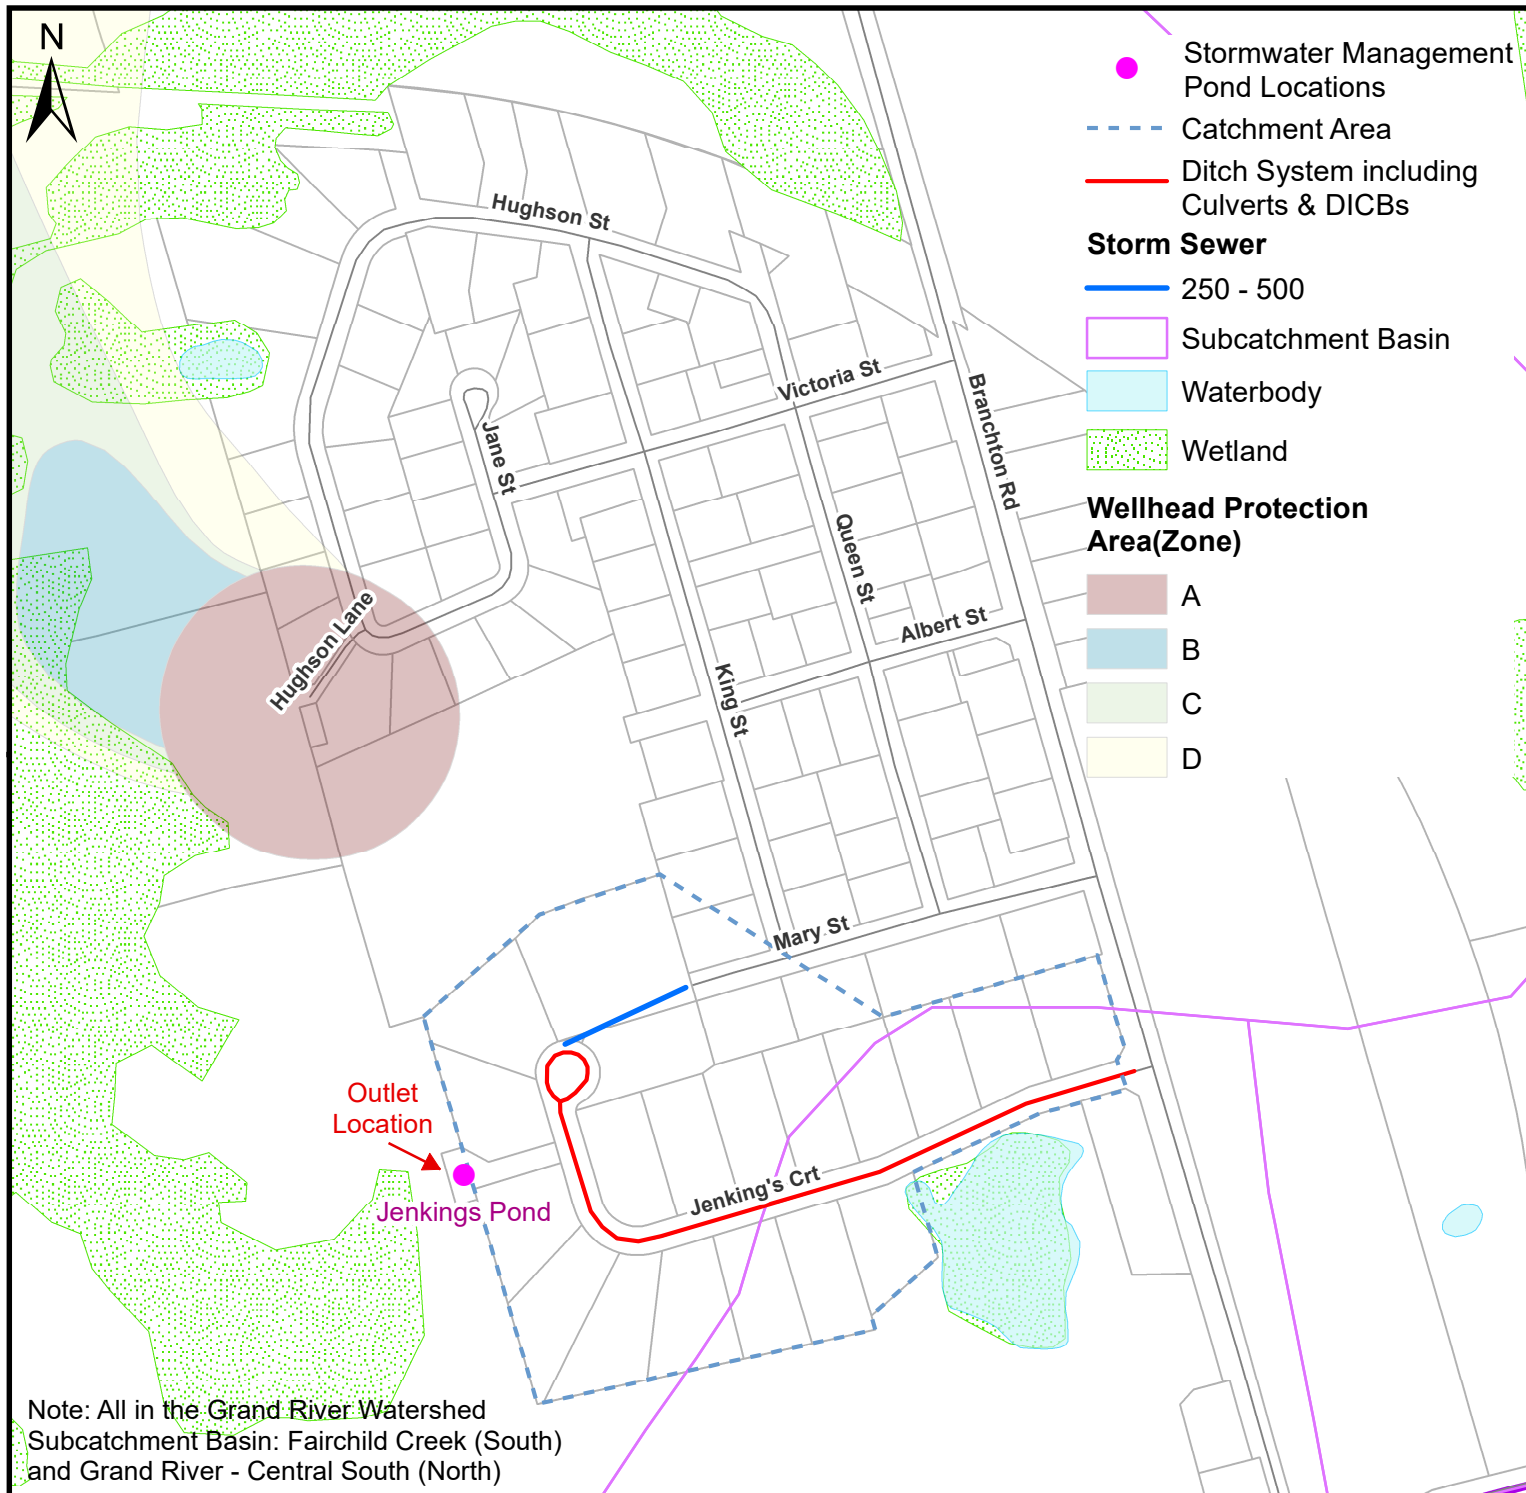 N
Stormwater Management
Pond Locations
Catchment Area
Ditch System including
Culverts & DICBs
Storm Sewer
250 - 500
Subcatchment Basin
Waterbody
Wetland
Wellhead Protection
Area(Zone)
A
B
C
D
Hughson St
Victoria St
Branchton Rd
Jane St
Queen St
Albert St
Hughson Lane
King St
Mary St
Outlet
Location
Jenking's Crt
Jenkings Pond
Note: All in the Grand River Watershed
Subcatchment Basin: Fairchild Creek (South)
and Grand River - Central South (North)